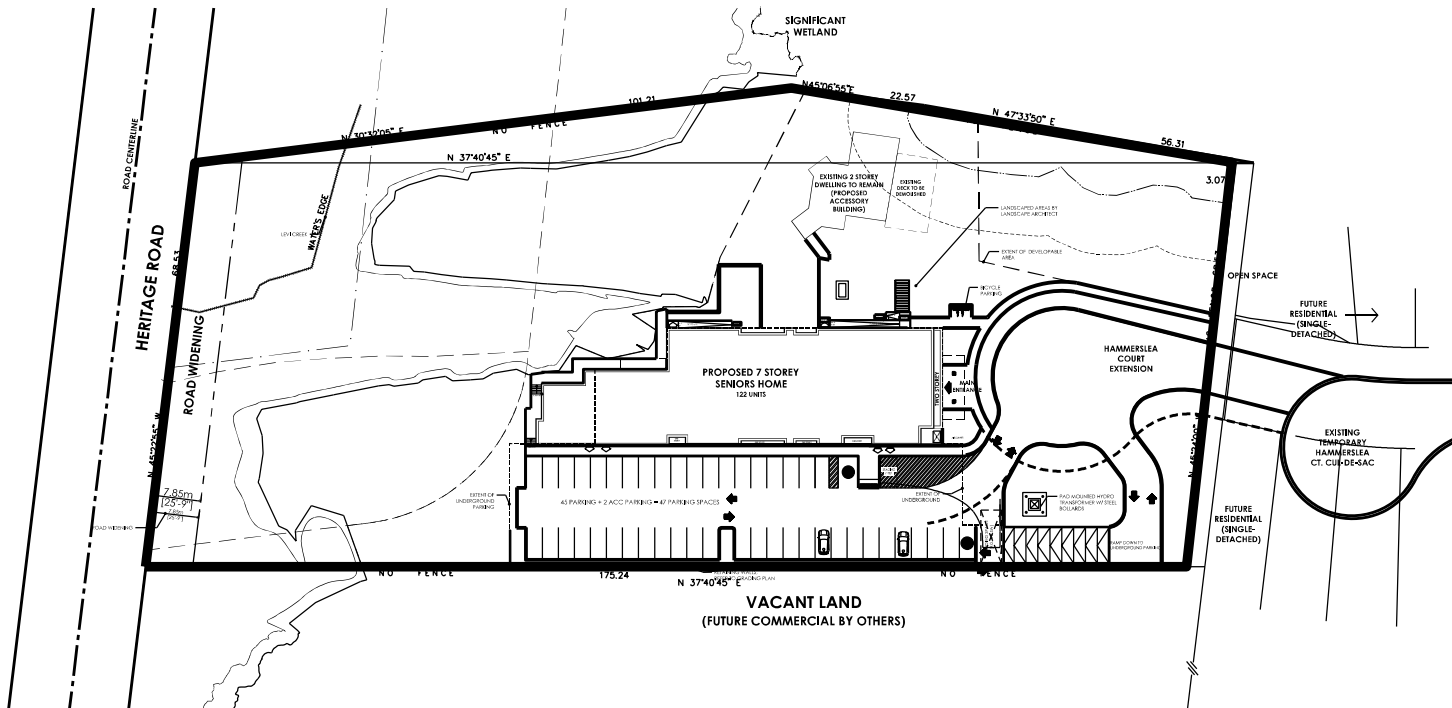 SIGNIFICANT
WETLAND
ROAD CENTERLINE
N 30°32'05" E
101.21
NO FENCE
N45°06'55"E
22.57
N 47°33'50" E
56.31
3.07
N 37°40'45" E
EXISTING 2 STOREY
DWELLING TO REMAIN
(PROPOSED
ACCESSORY
BUILDING)
EXISTING
DECK TO BE
DEMOLISHED
LANDSCAPED AREAS BY
LANDSCAPE ARCHITECT
EXTENT OF DEVELOPABLE
AREA
WATER'S EDGE
LEVI CREEK
HERITAGE ROAD
68.53
ROAD WIDENING
N 45°22'55" W
BICYCLE
PARKING
OPEN SPACE
FUTURE
RESIDENTIAL
(SINGLE-
DETACHED)
HAMMERSLEA
COURT
EXTENSION
PROPOSED 7 STOREY
SENIORS HOME
122 UNITS
TWO STOREY
MAIN
ENTRANCE
EXISTING
TEMPORARY
HAMMERSLEA
CT. CUL-DE-SAC
7.85m
[25'-9"]
ROAD WIDENING
EXTENT OF
UNDERGROUND
PARKING
45 PARKING + 2 ACC PARKING = 47 PARKING SPACES
EXTENT OF
UNDERGROUND
PAD MOUNTED HYDRO
TRANSFORMER W/ STEEL
BOLLARDS
RAMP DOWN TO
UNDERGROUND PARKING
FUTURE
RESIDENTIAL
(SINGLE-
DETACHED)
NO FENCE
175.24
N 37°40'45" E
NO FENCE
VACANT LAND
(FUTURE COMMERCIAL BY OTHERS)